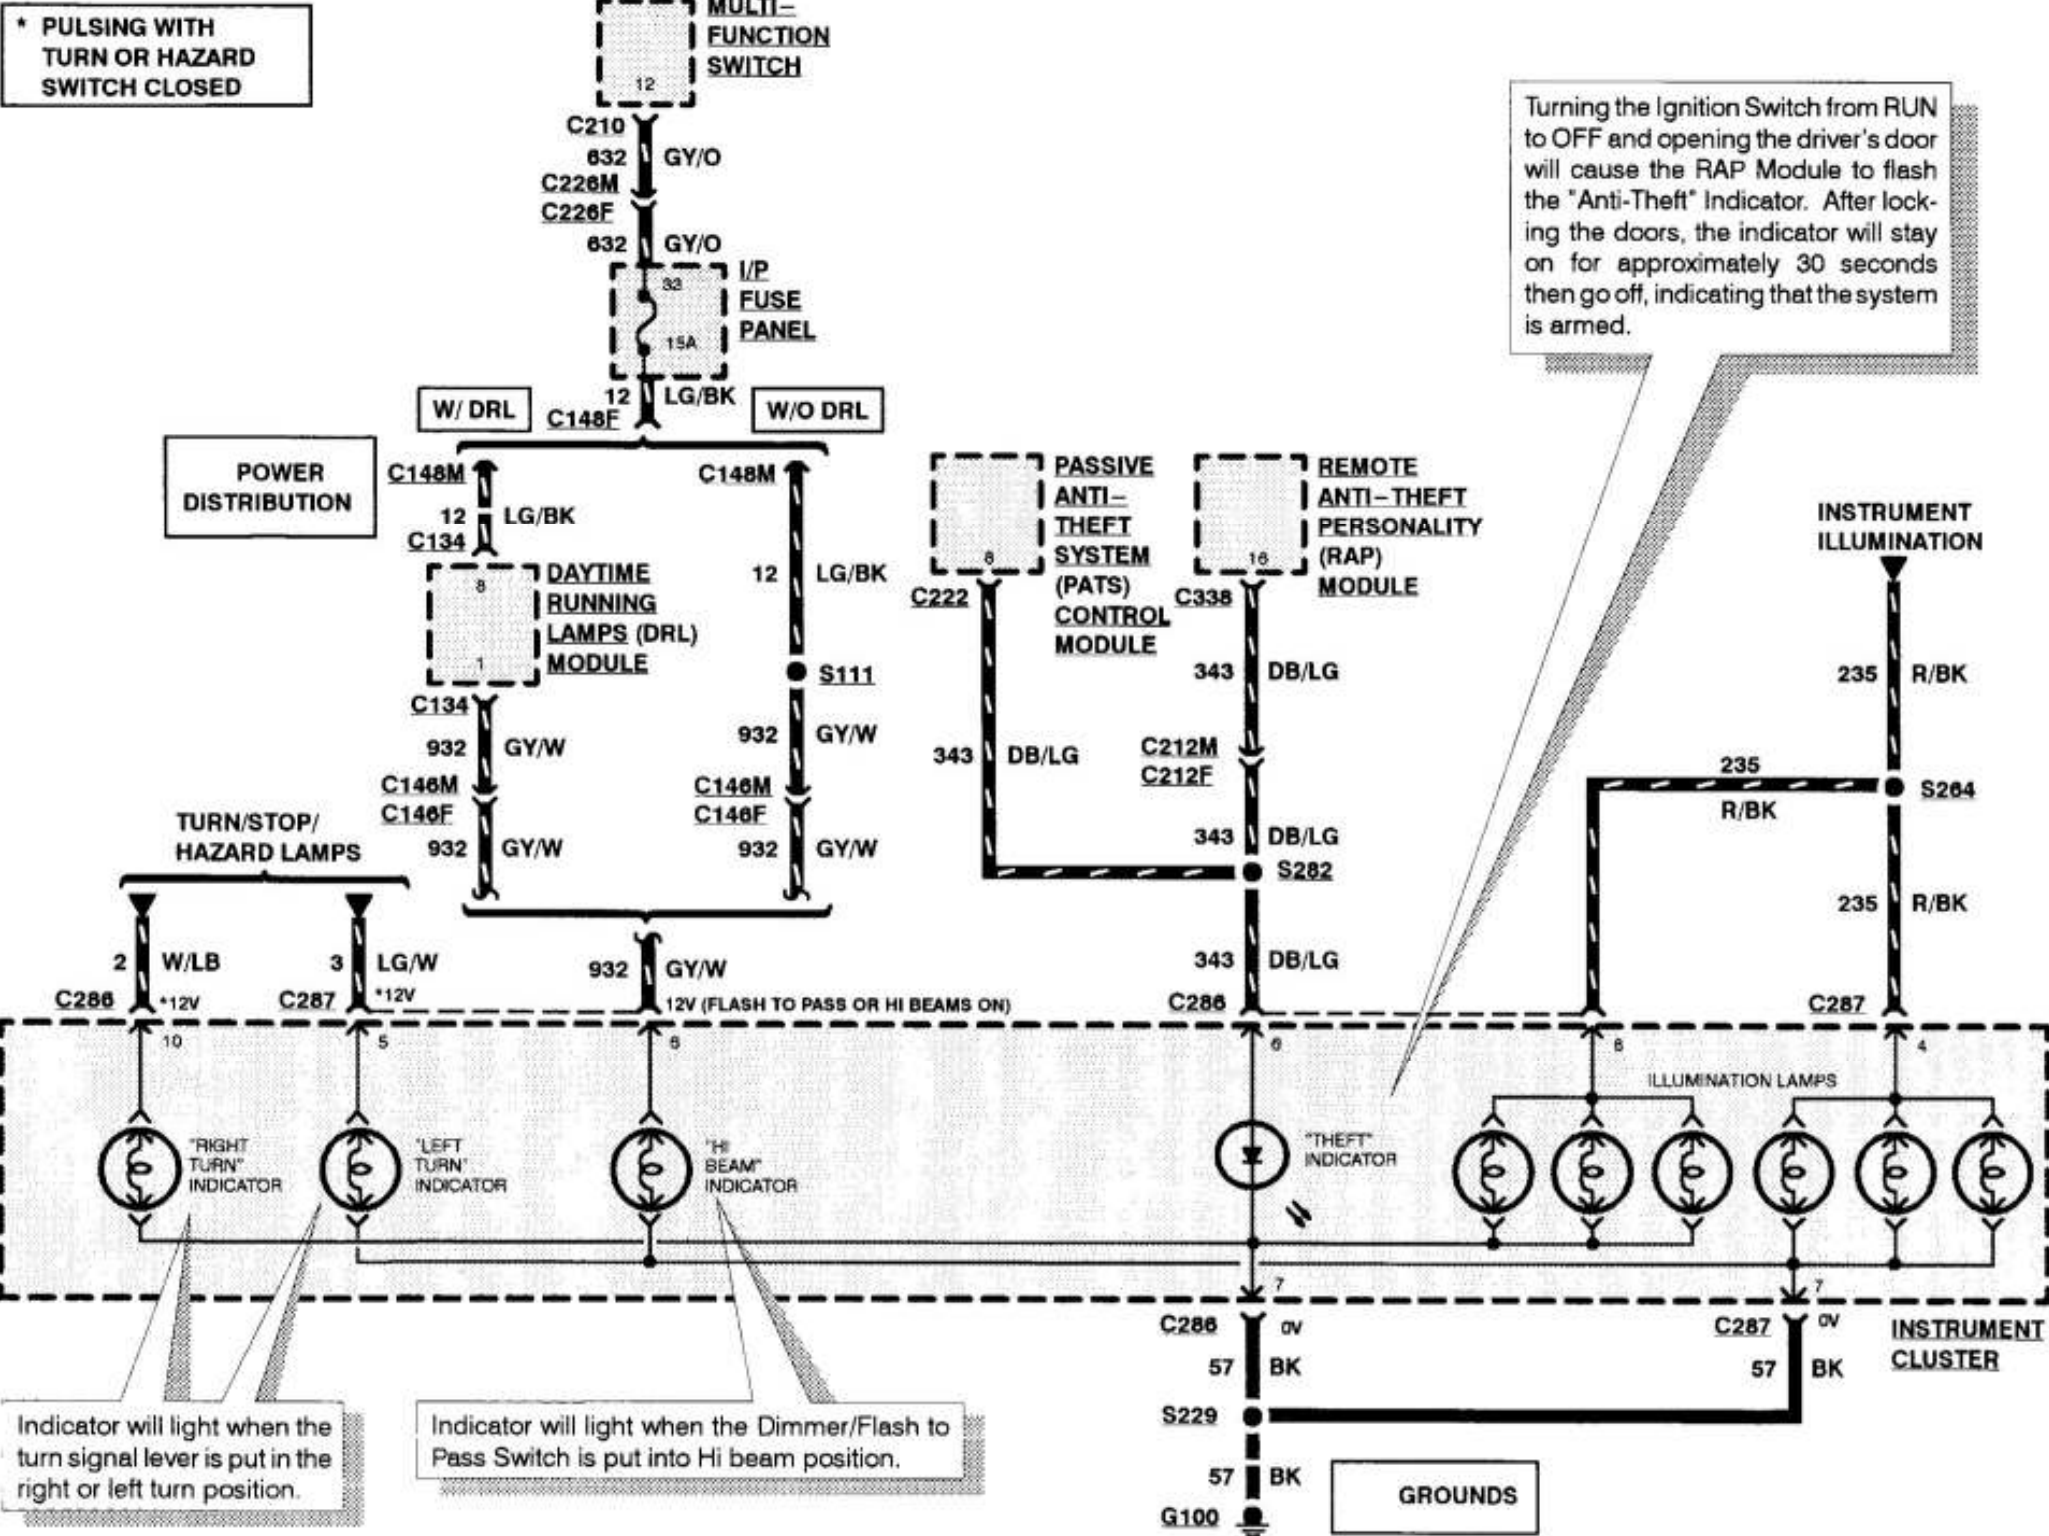 * PULSING WITH
TURN OR HAZARD
SWITCH CLOSED
MULTI-
FUNCTION
SWITCH
12
C210
632 GY/O
C226M
C226F
632 GY/O
33
15A
I/P
FUSE
PANEL
12 LG/BK
C148F
W/ DRL
W/O DRL
POWER
DISTRIBUTION
C148M
12 LG/BK
C134
8
1
DAYTIME
RUNNING
LAMPS (DRL)
MODULE
C134
932 GY/W
C146M
C146F
932 GY/W
C148M
12 LG/BK
S111
932 GY/W
C146M
C146F
932 GY/W
PASSIVE
ANTI-
THEFT
SYSTEM
(PATS)
CONTROL
MODULE
8
C222
343 DB/LG
REMOTE
ANTI-THEFT
PERSONALITY
(RAP)
MODULE
16
C338
343 DB/LG
C212M
C212F
343 DB/LG
S282
343 DB/LG
C286
Turning the Ignition Switch from RUN
to OFF and opening the driver's door
will cause the RAP Module to flash
the "Anti-Theft" Indicator. After lock-
ing the doors, the indicator will stay
on for approximately 30 seconds
then go off, indicating that the system
is armed.
INSTRUMENT
ILLUMINATION
235 R/BK
235
R/BK
S264
235 R/BK
C287
TURN/STOP/
HAZARD LAMPS
2 W/LB
C286 *12V
3 LG/W
C287 *12V
932 GY/W
12V (FLASH TO PASS OR HI BEAMS ON)
10
5
6
6
8
4
ILLUMINATION LAMPS
"RIGHT
TURN"
INDICATOR
"LEFT
TURN"
INDICATOR
"HI
BEAM"
INDICATOR
"THEFT"
INDICATOR
7
7
C286 0V
57 BK
C287 0V
57 BK
INSTRUMENT
CLUSTER
S229
57 BK
G100
GROUNDS
Indicator will light when the
turn signal lever is put in the
right or left turn position.
Indicator will light when the Dimmer/Flash to
Pass Switch is put into Hi beam position.